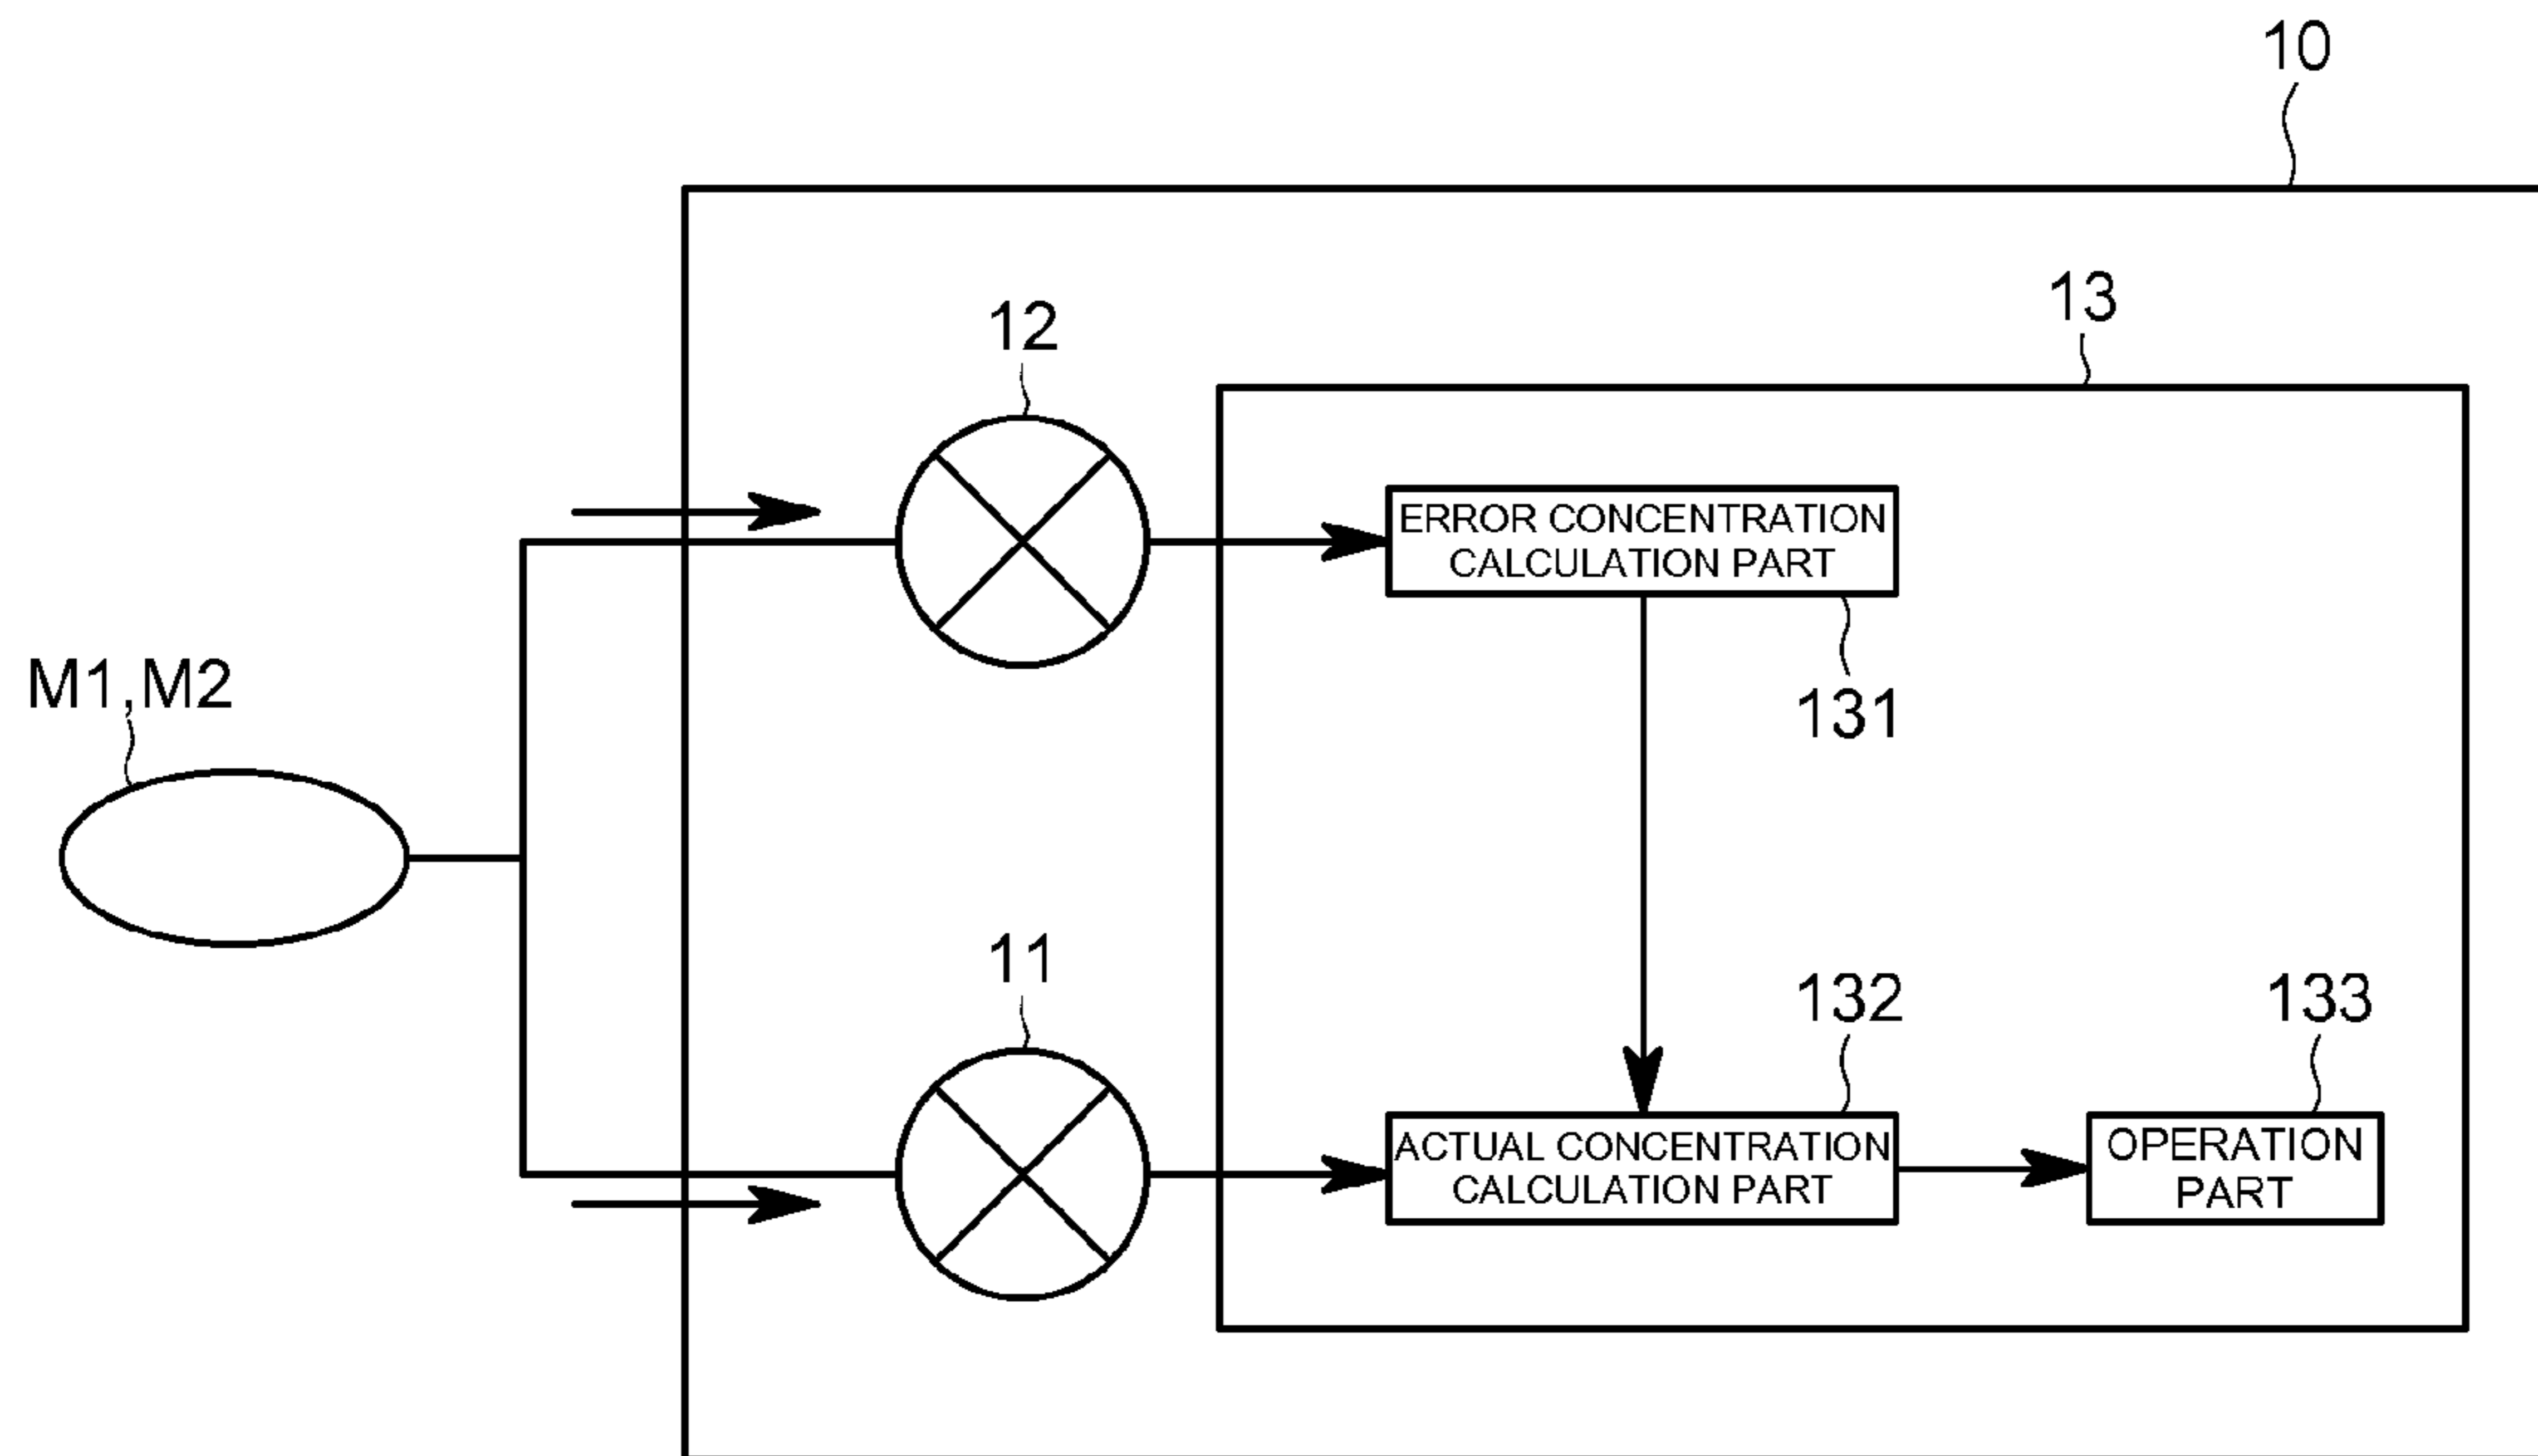 10
13
12
ERROR CONCENTRATION
CALCULATION PART
131
M1,M2
11
132
133
ACTUAL CONCENTRATION
CALCULATION PART
OPERATION
PART